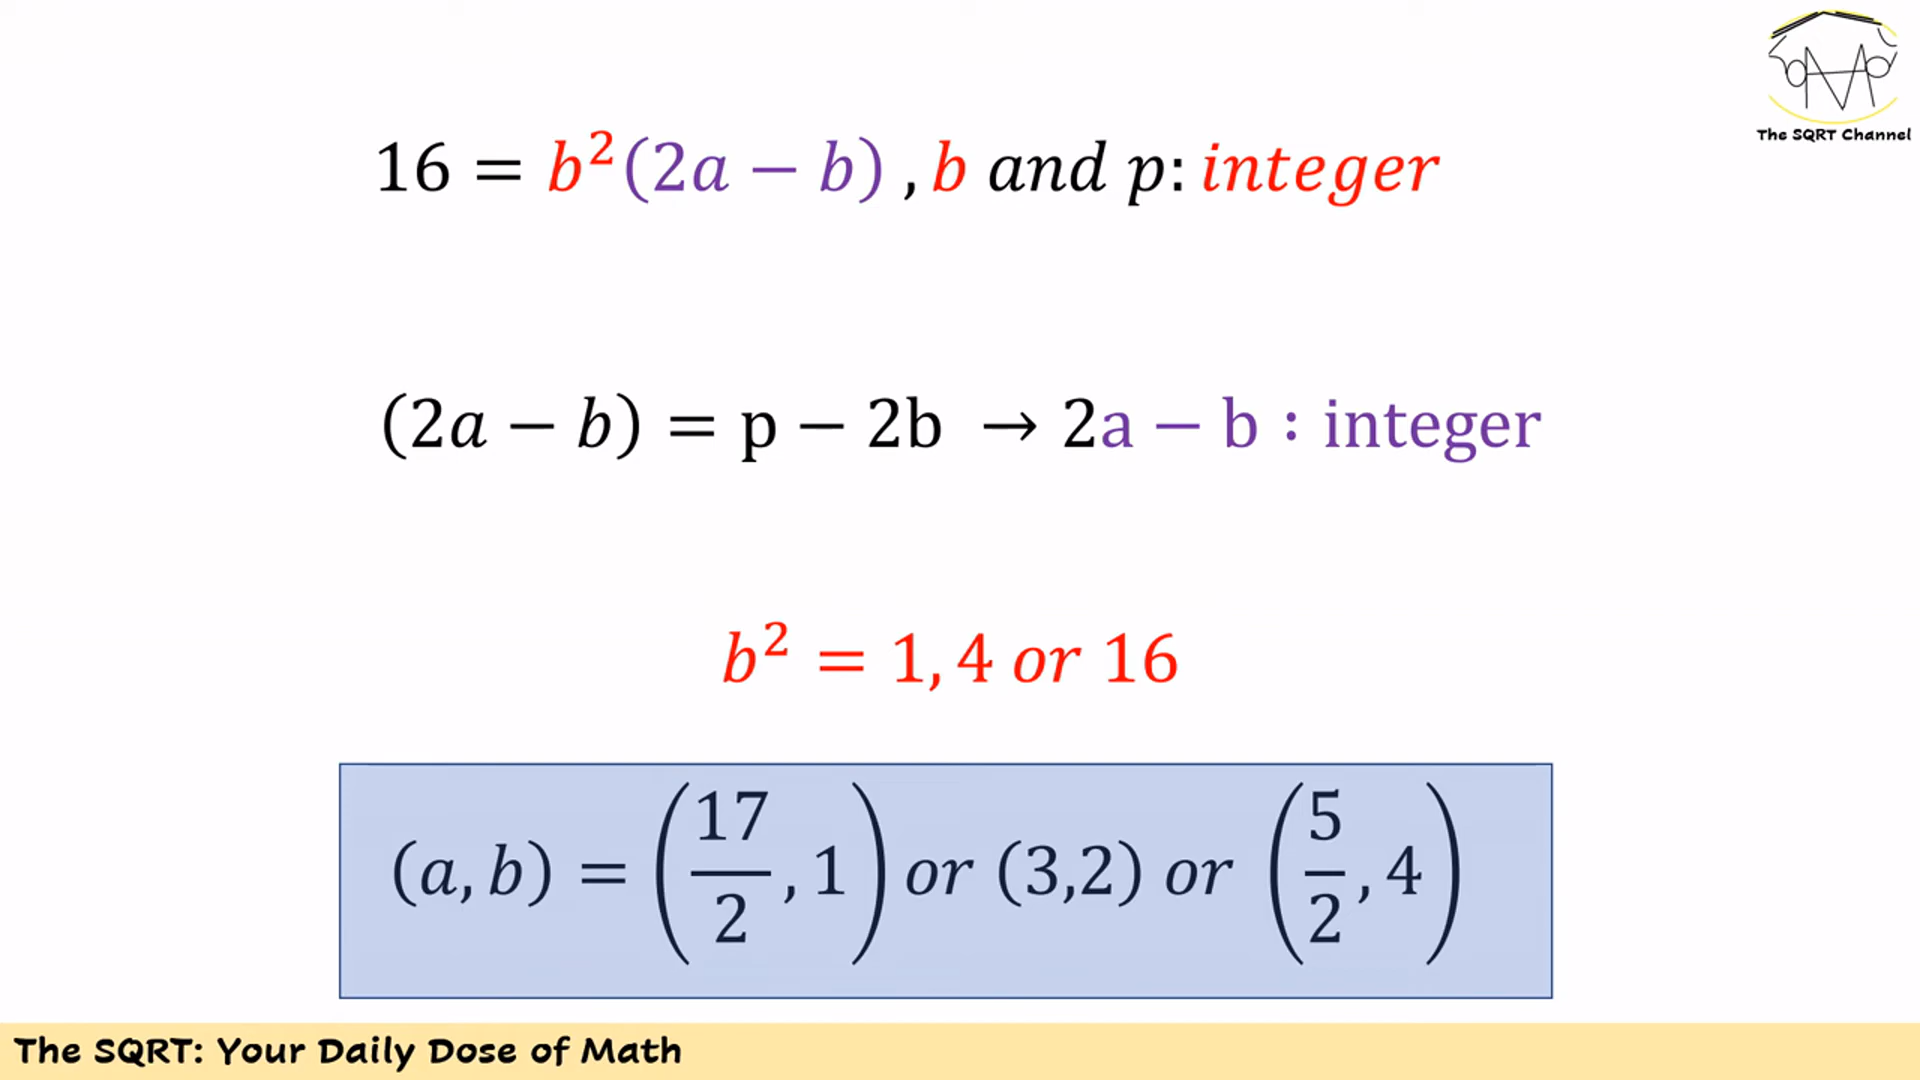 The SQRT Channel
16 = b²(2a − b) , b and p: integer
(2a − b) = p − 2b → 2a − b : integer
b² = 1, 4 or 16
(a, b) = (17/2, 1) or (3,2) or (5/2, 4)
The SQRT: Your Daily Dose of Math